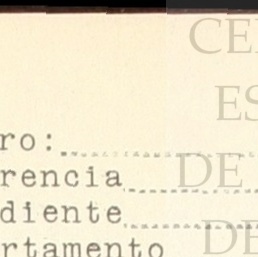 CE
ES
ro:
rencia
DE
diente
DE
rtamento